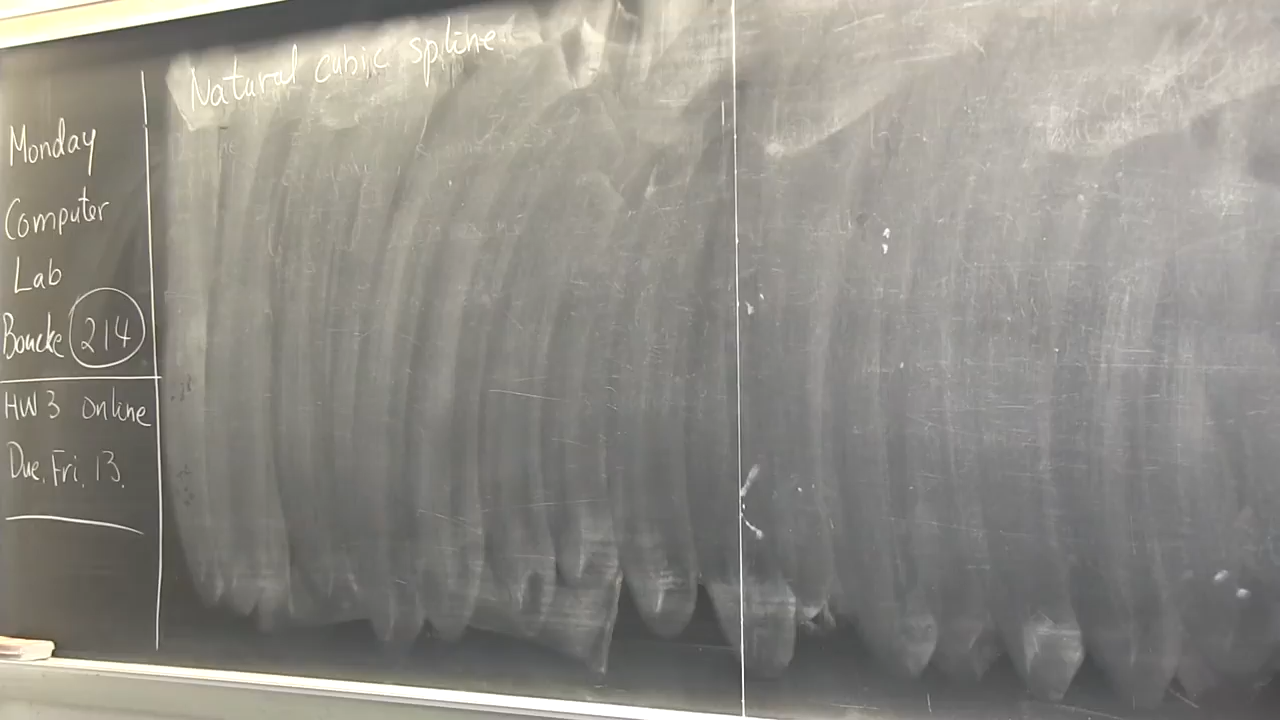 Natural cubic spline.
Monday
Computer
Lab
Boucke 214
HW 3 online
Due. Fri. 13.